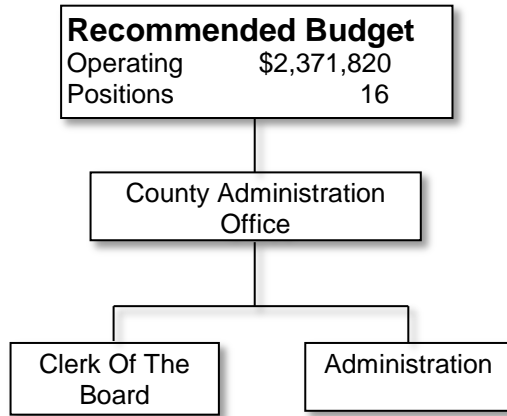 Recommended Budget
Operating $2,371,820
Positions 16
County Administration
Office
Clerk Of The
Board
Administration